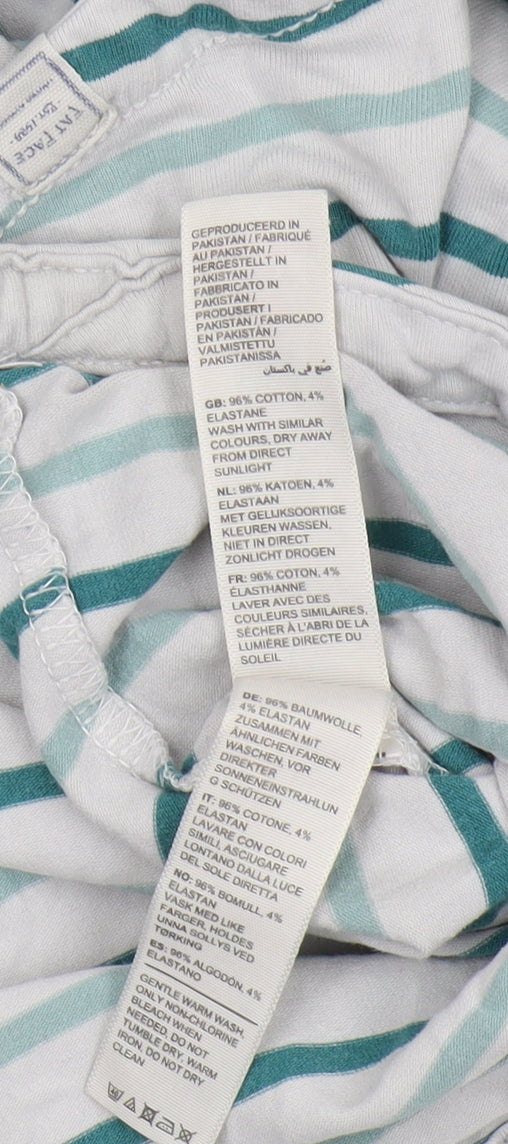 FAT FACE
EST. 1988
GEPRODUCEERD IN
PAKISTAN / FABRIQUÉ
AU PAKISTAN /
HERGESTELLT IN
PAKISTAN /
FABBRICATO IN
PAKISTAN /
PRODUSERT I
PAKISTAN / FABRICADO
EN PAKISTÁN /
VALMISTETTU
PAKISTANISSA
صنع في باكستان
GB: 96% COTTON, 4%
ELASTANE
WASH WITH SIMILAR
COLOURS, DRY AWAY
FROM DIRECT
SUNLIGHT
NL: 96% KATOEN, 4%
ELASTAAN
MET GELIJKSOORTIGE
KLEUREN WASSEN,
NIET IN DIRECT
ZONLICHT DROGEN
FR: 96% COTON, 4%
ÉLASTHANNE
LAVER AVEC DES
COULEURS SIMILAIRES,
SÉCHER À L'ABRI DE LA
LUMIÈRE DIRECTE DU
SOLEIL
DE: 96% BAUMWOLLE,
4% ELASTAN
ZUSAMMEN MIT
ÄHNLICHEN FARBEN
WASCHEN, VOR
DIREKTER
SONNENEINSTRAHLUN
G SCHÜTZEN
IT: 96% COTONE, 4%
ELASTAN
LAVARE CON COLORI
SIMILI, ASCIUGARE
LONTANO DALLA LUCE
DEL SOLE DIRETTA
NO: 96% BOMULL, 4%
ELASTAN
VASK MED LIKE
FARGER, HOLDES
UNNA SOLLYS VED
TØRKING
ES: 96% ALGODÓN, 4%
ELASTANO
GENTLE WARM WASH,
ONLY NON-CHLORINE
BLEACH WHEN
NEEDED, DO NOT
TUMBLE DRY, WARM
IRON, DO NOT DRY
CLEAN